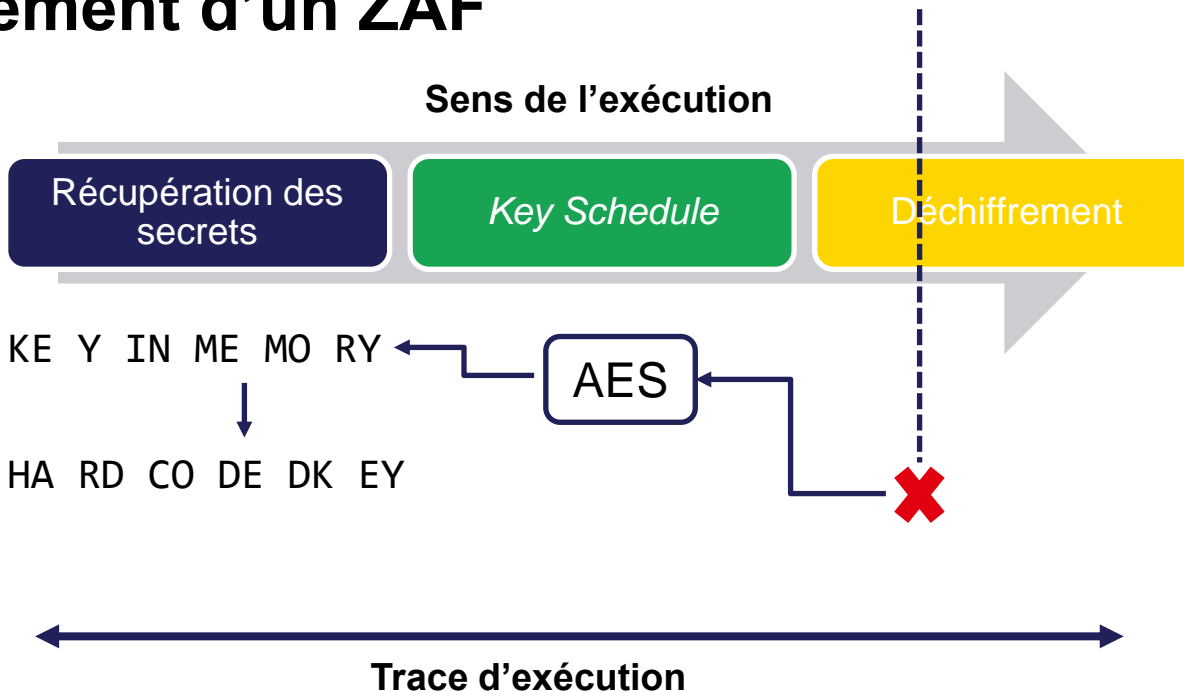 ement d'un ZAF
Sens de l'exécution
Récupération des
secrets
Key Schedule
Déchiffrement
KE Y IN ME MO RY
AES
HA RD CO DE DK EY
Trace d'exécution